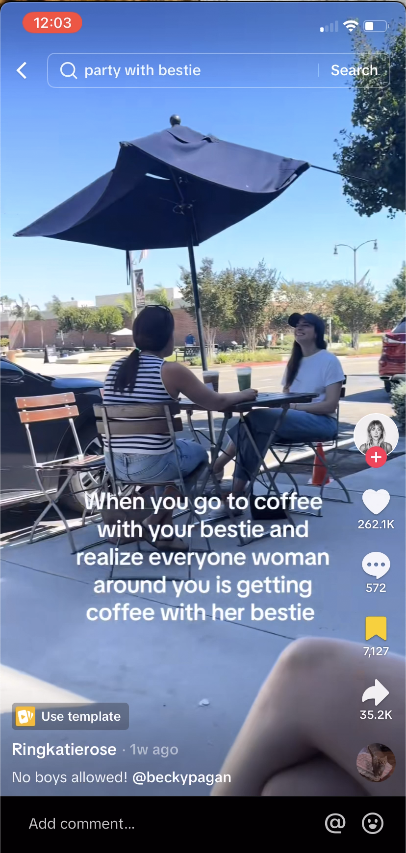 12:03
party with bestie
Search
When you go to coffee
with your bestie and
realize everyone woman
around you is getting
coffee with her bestie
262.1K
572
7,127
35.2K
Use template
Ringkatierose · 1w ago
No boys allowed! @beckypagan
Add comment...